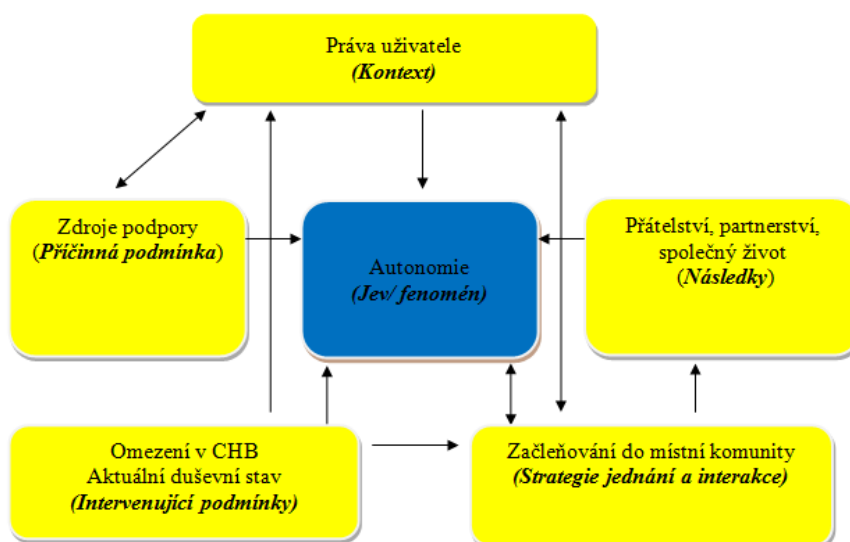 Práva uživatele
(Kontext)
Zdroje podpory
(Příčinná podmínka)
Autonomie
(Jev/ fenomén)
Přátelství, partnerství,
společný život
(Následky)
Omezení v CHB
Aktuální duševní stav
(Intervenující podmínky)
Začleňování do místní komunity
(Strategie jednání a interakce)